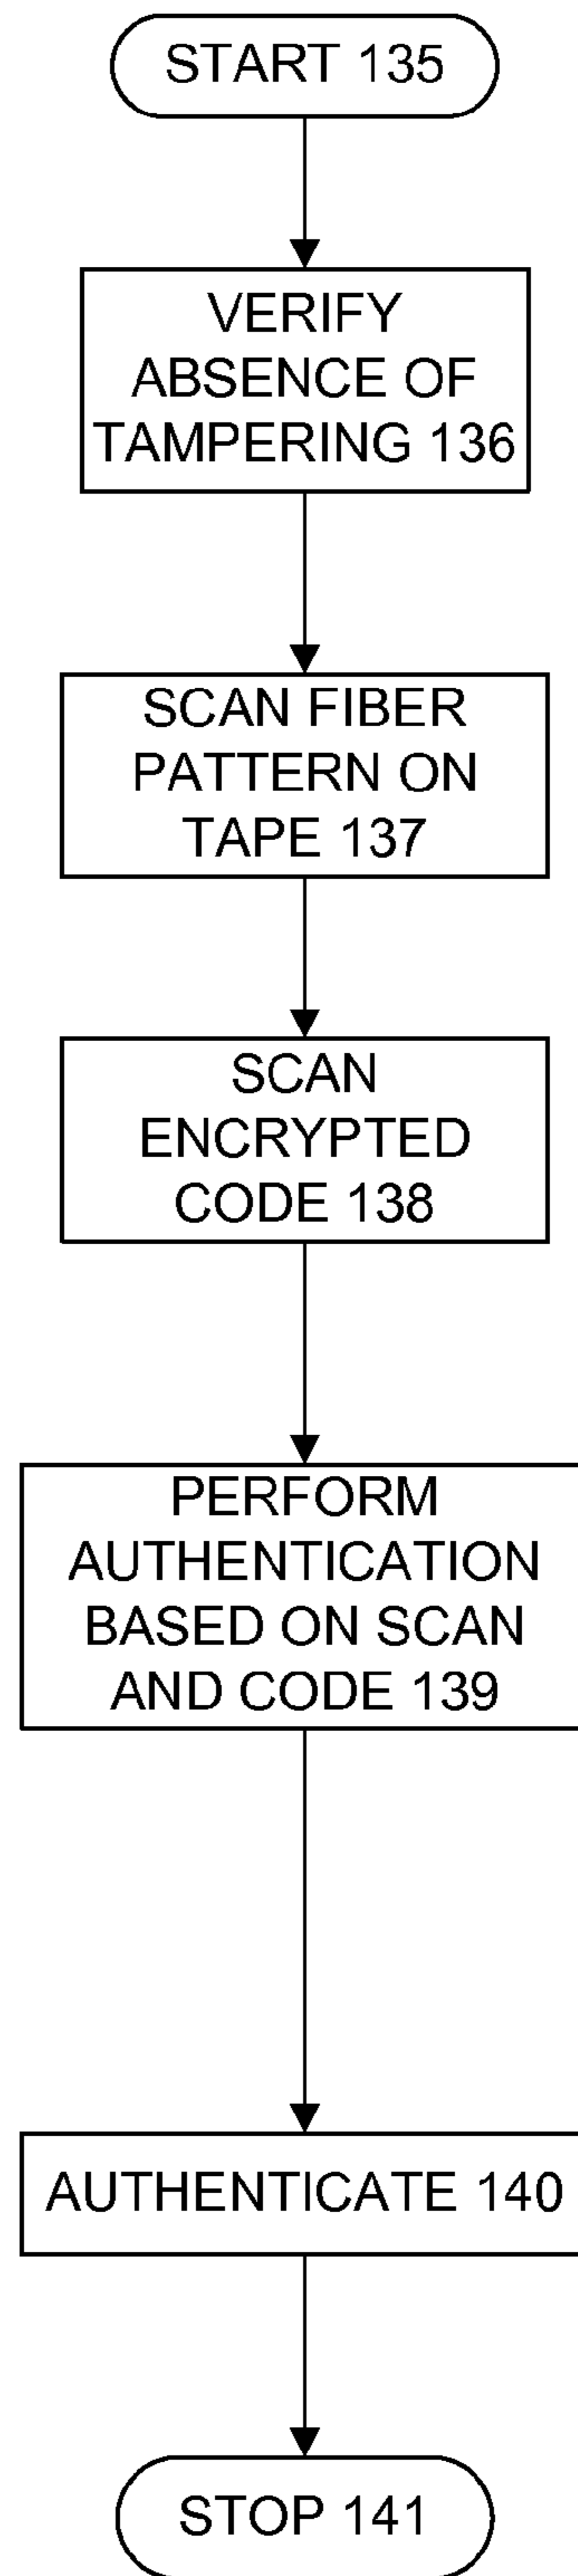 START 135
VERIFY
ABSENCE OF
TAMPERING 136
SCAN FIBER
PATTERN ON
TAPE 137
SCAN
ENCRYPTED
CODE 138
PERFORM
AUTHENTICATION
BASED ON SCAN
AND CODE 139
AUTHENTICATE 140
STOP 141